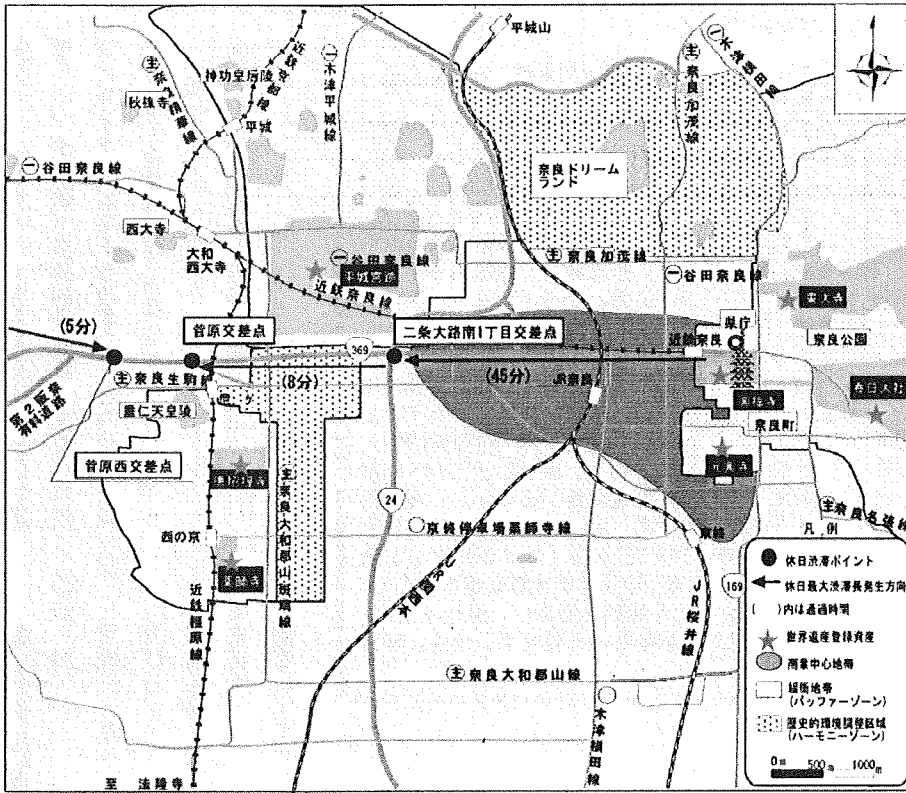 平城山
一 木津平城線
近鉄京都線
神功皇后陵
秋篠寺
平城
主 奈良精華線
主 奈良加茂線
一 谷田奈良線
奈良ドリーム
ランド
西大寺
大和
西大寺
一 谷田奈良線
平城宮跡
近鉄奈良線
主 奈良加茂線
一 谷田奈良線
東大寺
県庁
奈良公園
近鉄奈良
(5分)
菅原交差点
二条大路南1丁目交差点
369
(8分)
(45分)
JR奈良
主 奈良生駒線
第2阪奈
有料道路
垂仁天皇陵
尼ヶ
春日大社
興福寺
奈良町
元興寺
菅原西交差点
唐招提寺
主 奈良大和郡山斑鳩線
24
西の京
薬師寺
京終停車場薬師寺線
JR関西本
京終
主 奈良名張線
169
JR桜井線
近鉄橿原線
主 奈良大和郡山線
木津横田線
至 法隆寺
凡例
休日渋滞ポイント
休日最大渋滞長発生方向
( )内は通過時間
世界遺産登録資産
商業中心地帯
緩衝地帯
(バッファーゾーン)
歴史的環境調整区域
(ハーモニーゾーン)
0m 500m 1000m